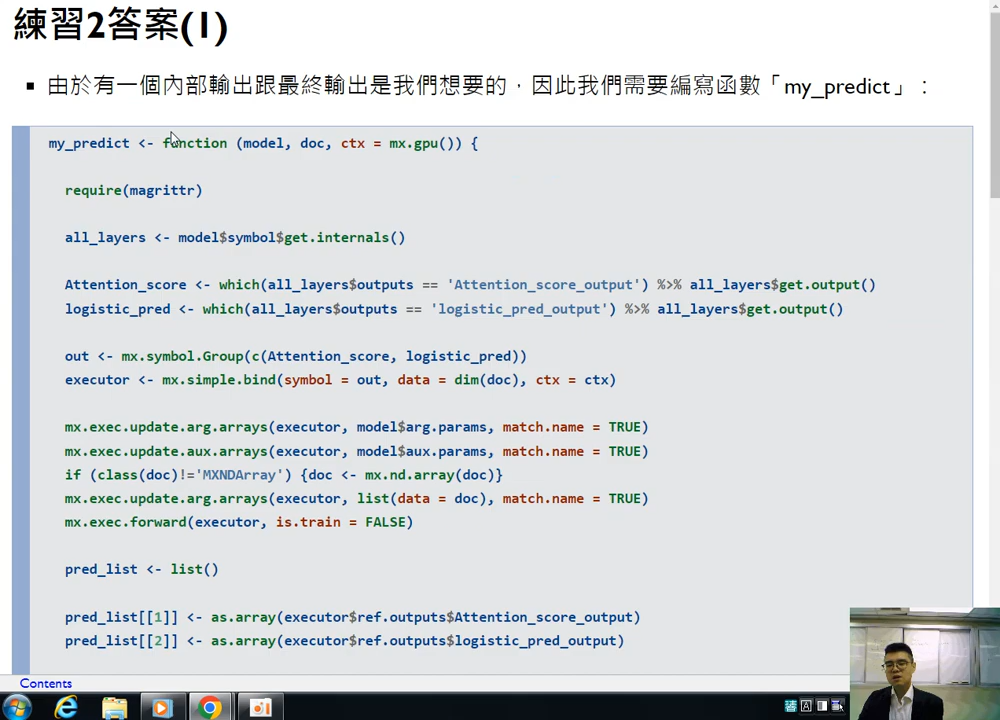 練習2答案(1)
由於有一個內部輸出跟最終輸出是我們想要的，因此我們需要編寫函數「my_predict」：
my_predict <- function (model, doc, ctx = mx.gpu()) {
require(magrittr)
all_layers <- model$symbol$get.internals()
Attention_score <- which(all_layers$outputs == 'Attention_score_output') %>% all_layers$get.output()
logistic_pred <- which(all_layers$outputs == 'logistic_pred_output') %>% all_layers$get.output()
out <- mx.symbol.Group(c(Attention_score, logistic_pred))
executor <- mx.simple.bind(symbol = out, data = dim(doc), ctx = ctx)
mx.exec.update.arg.arrays(executor, model$arg.params, match.name = TRUE)
mx.exec.update.aux.arrays(executor, model$aux.params, match.name = TRUE)
if (class(doc)!='MXNDArray') {doc <- mx.nd.array(doc)}
mx.exec.update.arg.arrays(executor, list(data = doc), match.name = TRUE)
mx.exec.forward(executor, is.train = FALSE)
pred_list <- list()
pred_list[[1]] <- as.array(executor$ref.outputs$Attention_score_output)
pred_list[[2]] <- as.array(executor$ref.outputs$logistic_pred_output)
Contents